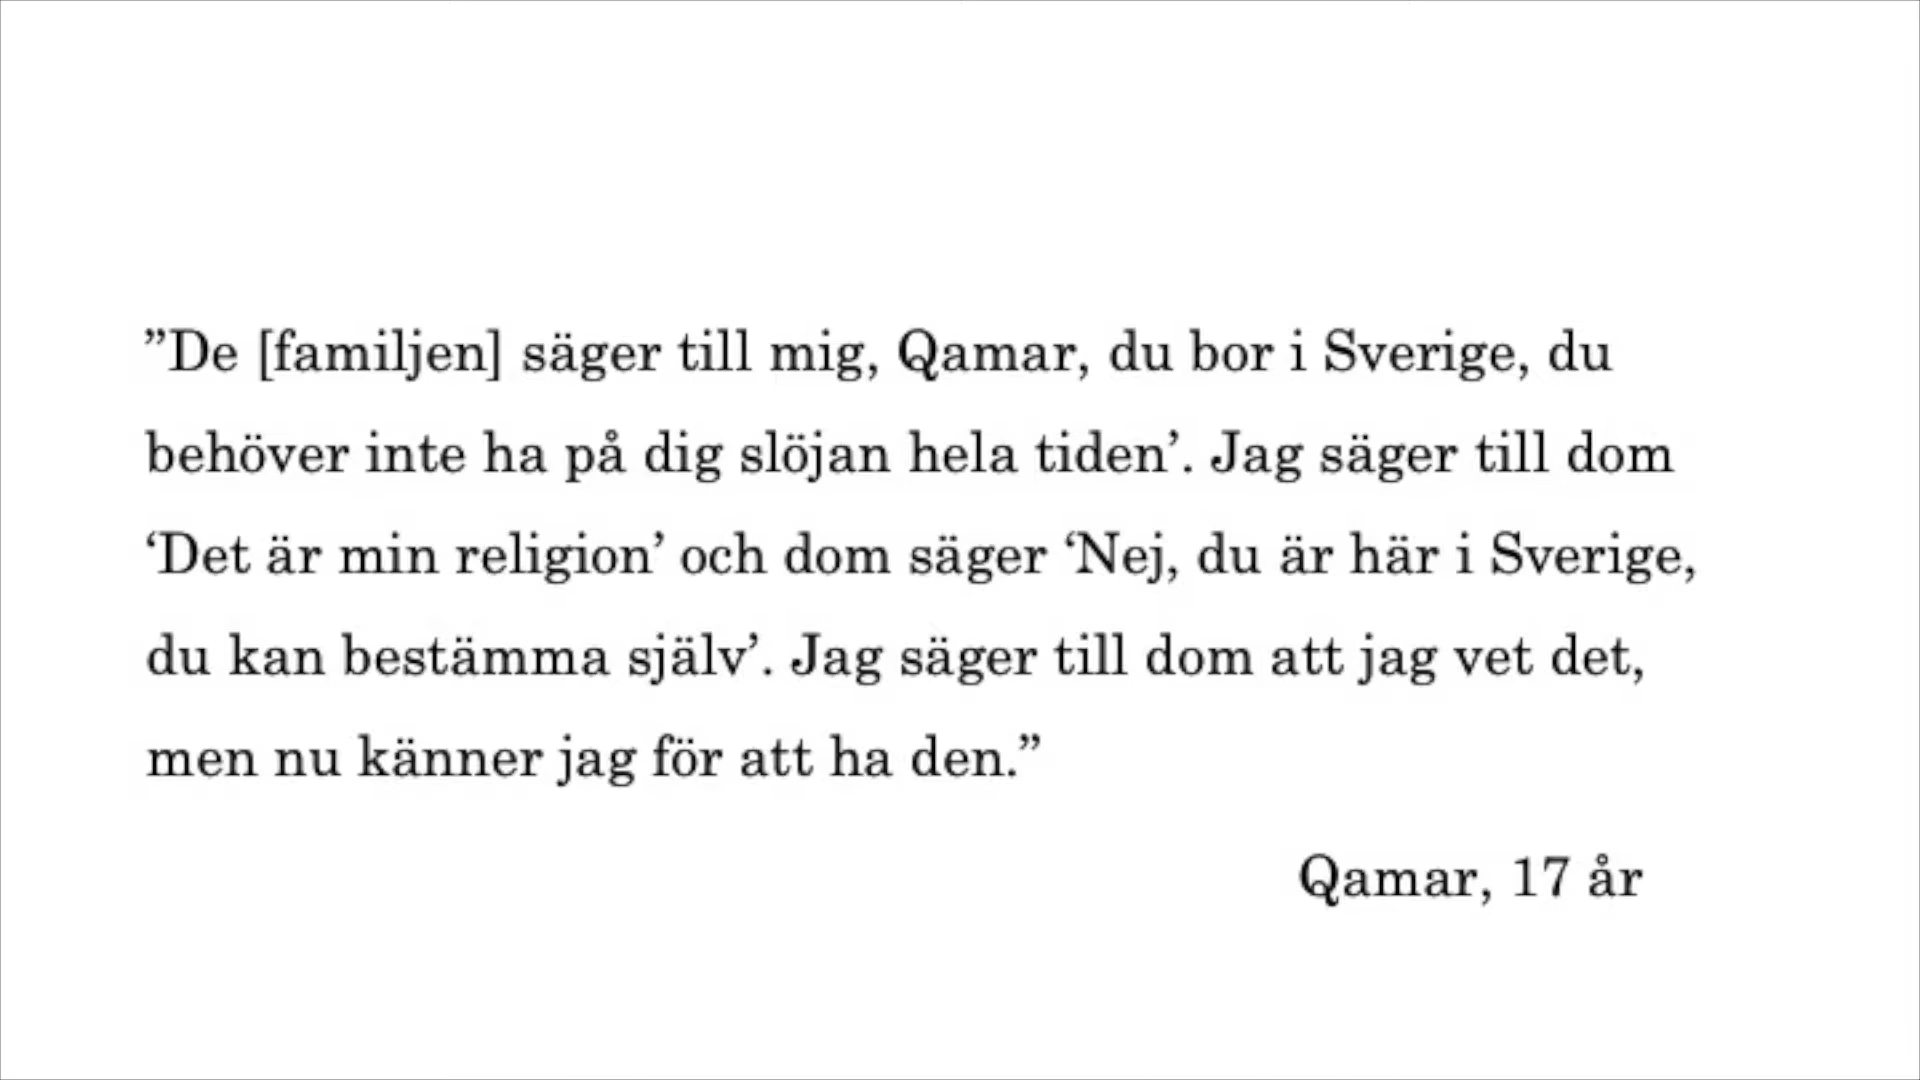 ”De [familjen] säger till mig, Qamar, du bor i Sverige, du
behöver inte ha på dig slöjan hela tiden’. Jag säger till dom
‘Det är min religion’ och dom säger ‘Nej, du är här i Sverige,
du kan bestämma själv’. Jag säger till dom att jag vet det,
men nu känner jag för att ha den.”
Qamar, 17 år